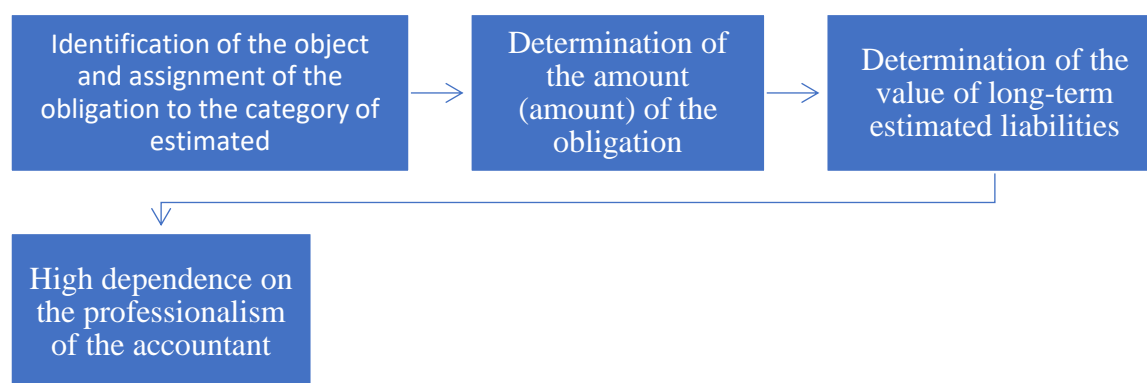 Identification of the object
and assignment of the
obligation to the category of
estimated
Determination of
the amount
(amount) of the
obligation
Determination of the
value of long-term
estimated liabilities
High dependence on
the professionalism
of the accountant